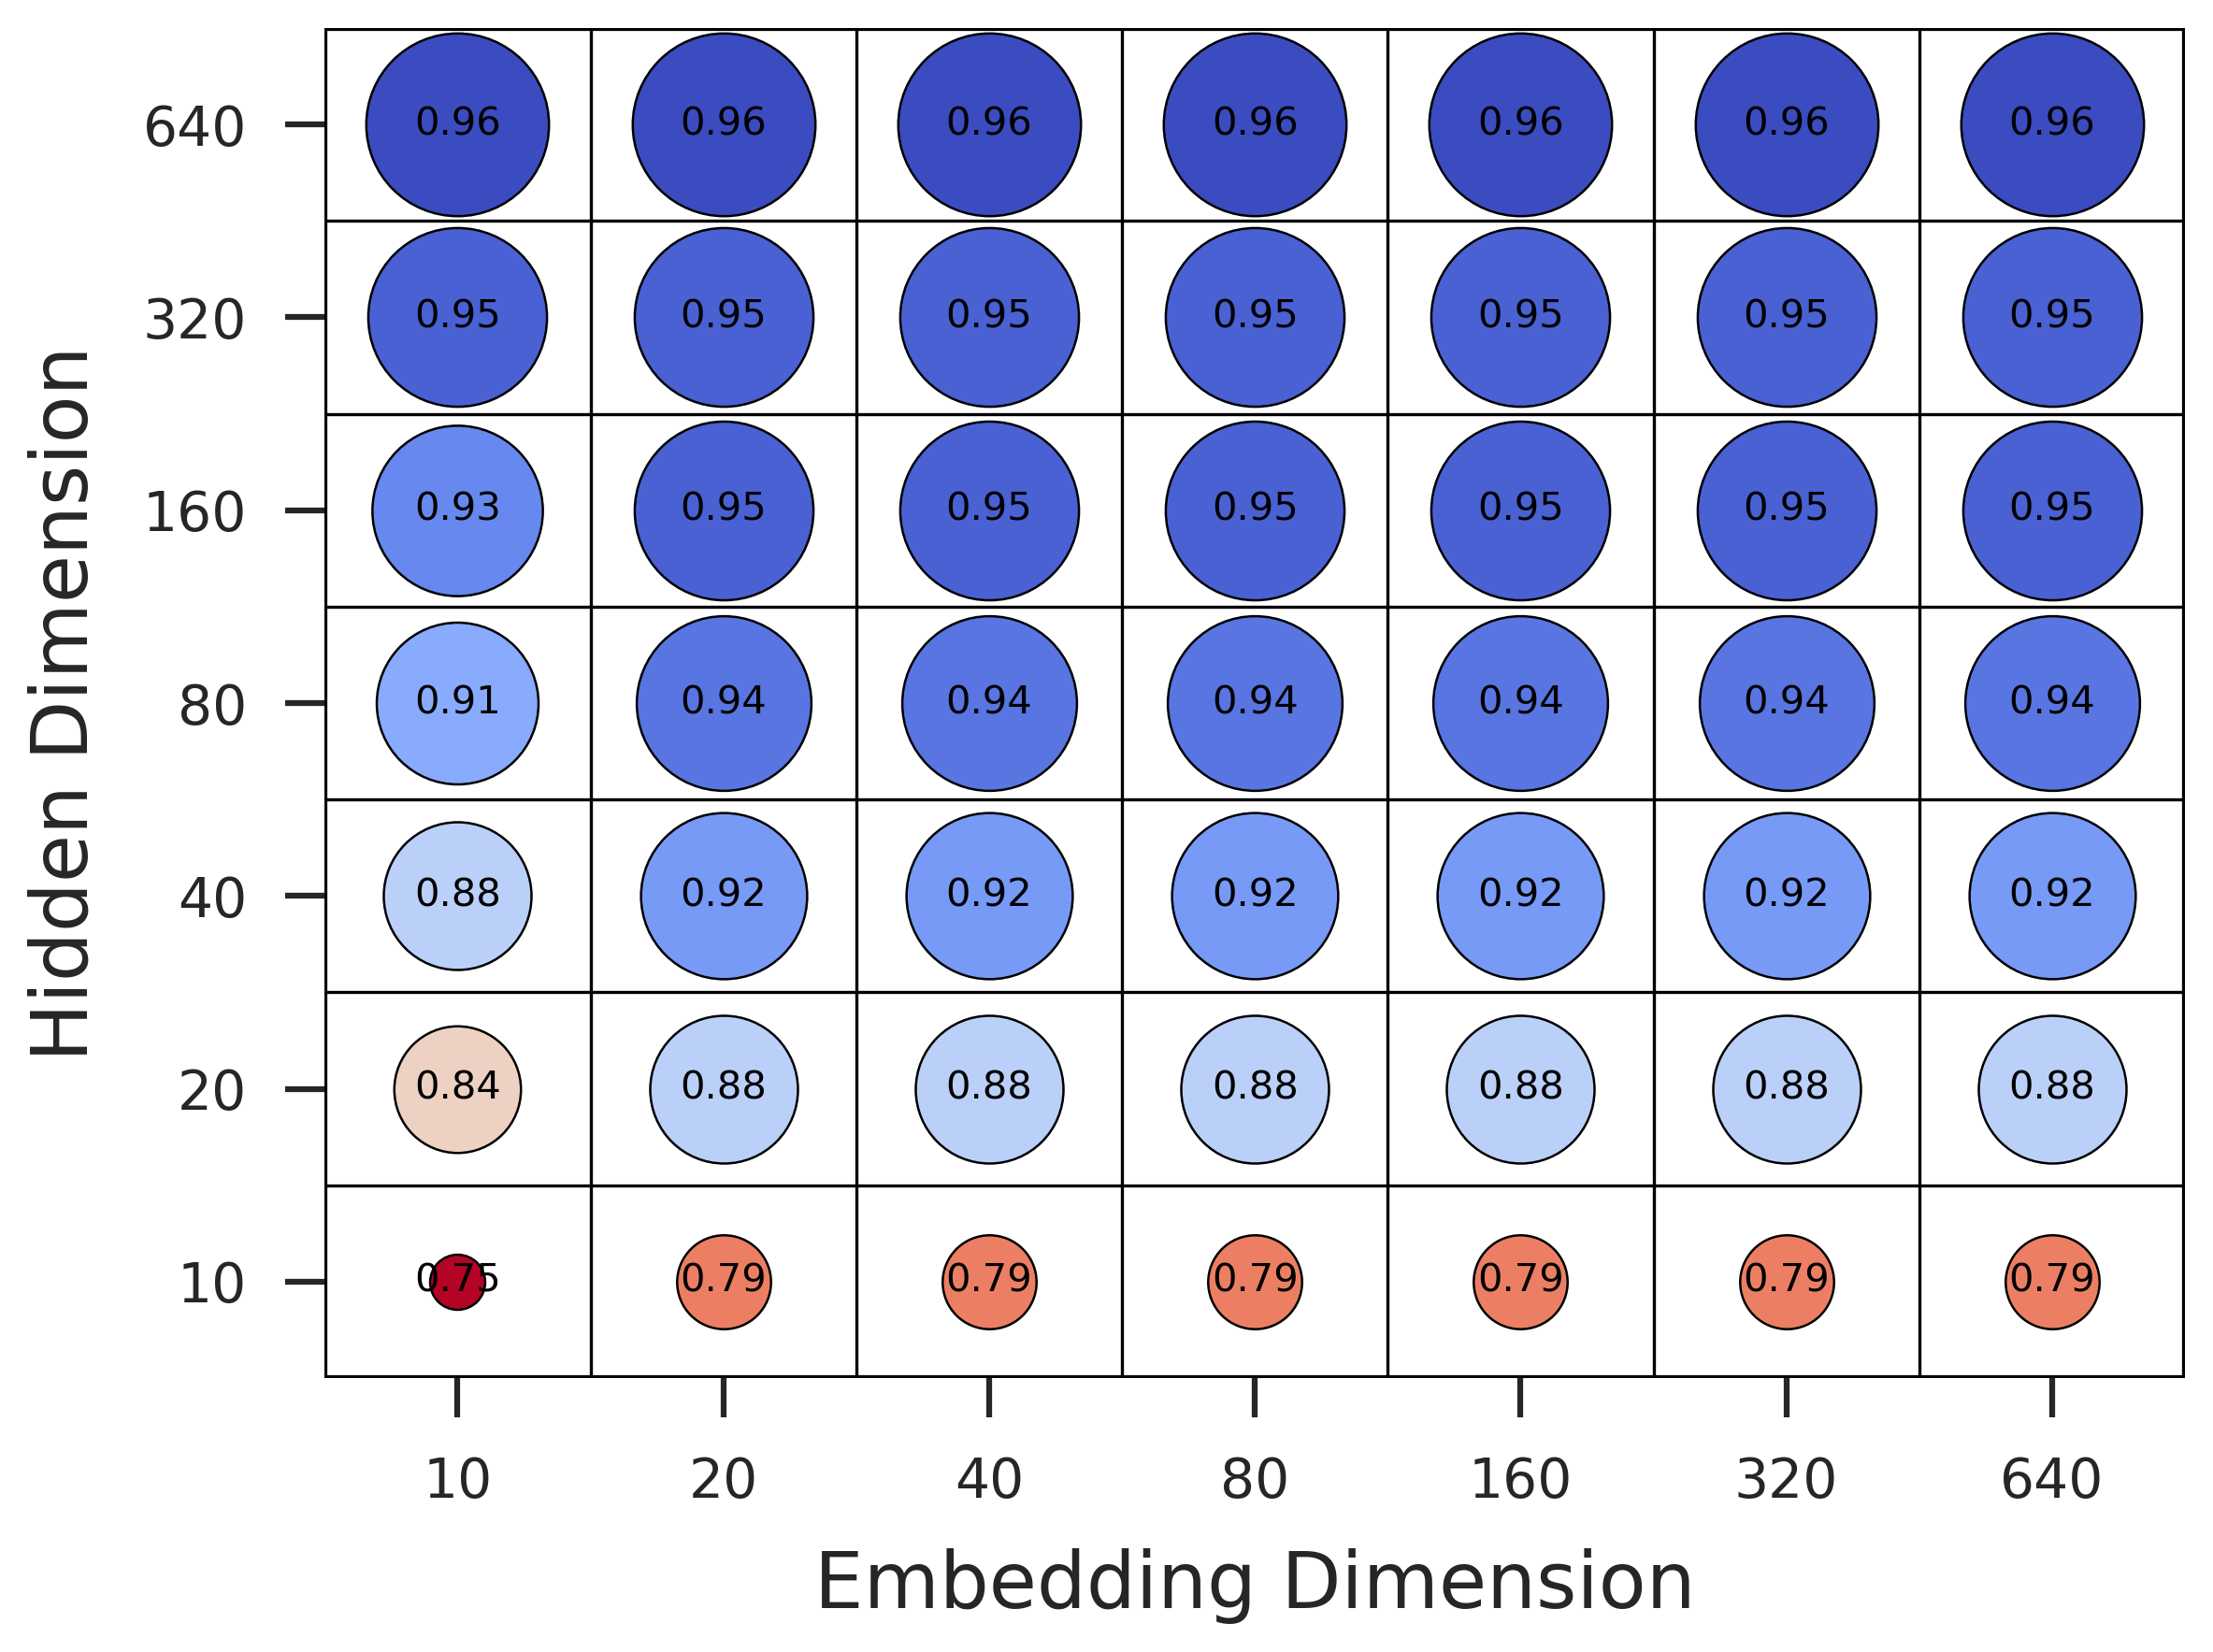 640 0.96 0.96 0.96 0.96 0.96 0.96 0.96
320 0.95 0.95 0.95 0.95 0.95 0.95 0.95
160 0.93 0.95 0.95 0.95 0.95 0.95 0.95
80 0.91 0.94 0.94 0.94 0.94 0.94 0.94
40 0.88 0.92 0.92 0.92 0.92 0.92 0.92
20 0.84 0.88 0.88 0.88 0.88 0.88 0.88
10 0.75 0.79 0.79 0.79 0.79 0.79 0.79
10 20 40 80 160 320 640
Hidden Dimension
Embedding Dimension